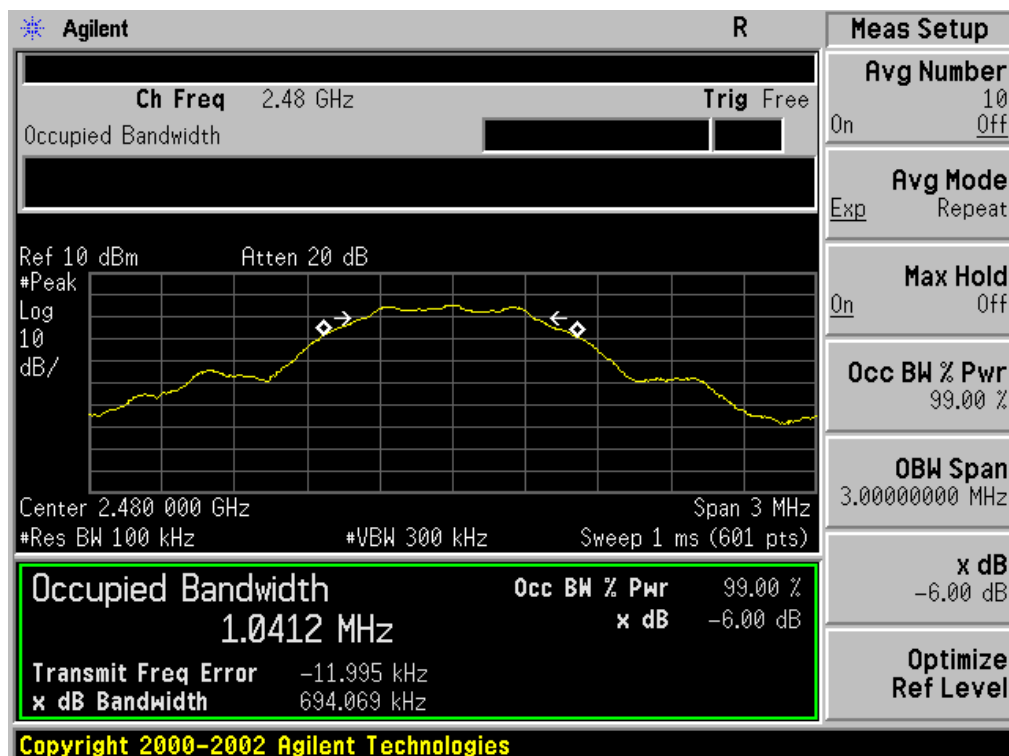 Agilent R
Ch Freq 2.48 GHz Trig Free
Occupied Bandwidth
Ref 10 dBm Atten 20 dB
#Peak
Log
10
dB/
Center 2.480 000 GHz Span 3 MHz
#Res BW 100 kHz #VBW 300 kHz Sweep 1 ms (601 pts)
Occupied Bandwidth
1.0412 MHz
Occ BW % Pwr 99.00 %
x dB -6.00 dB
Transmit Freq Error -11.995 kHz
x dB Bandwidth 694.069 kHz
Copyright 2000-2002 Agilent Technologies
Meas Setup
Avg Number
10
On Off
Avg Mode
Exp Repeat
Max Hold
On Off
Occ BW % Pwr
99.00 %
OBW Span
3.00000000 MHz
x dB
-6.00 dB
Optimize
Ref Level